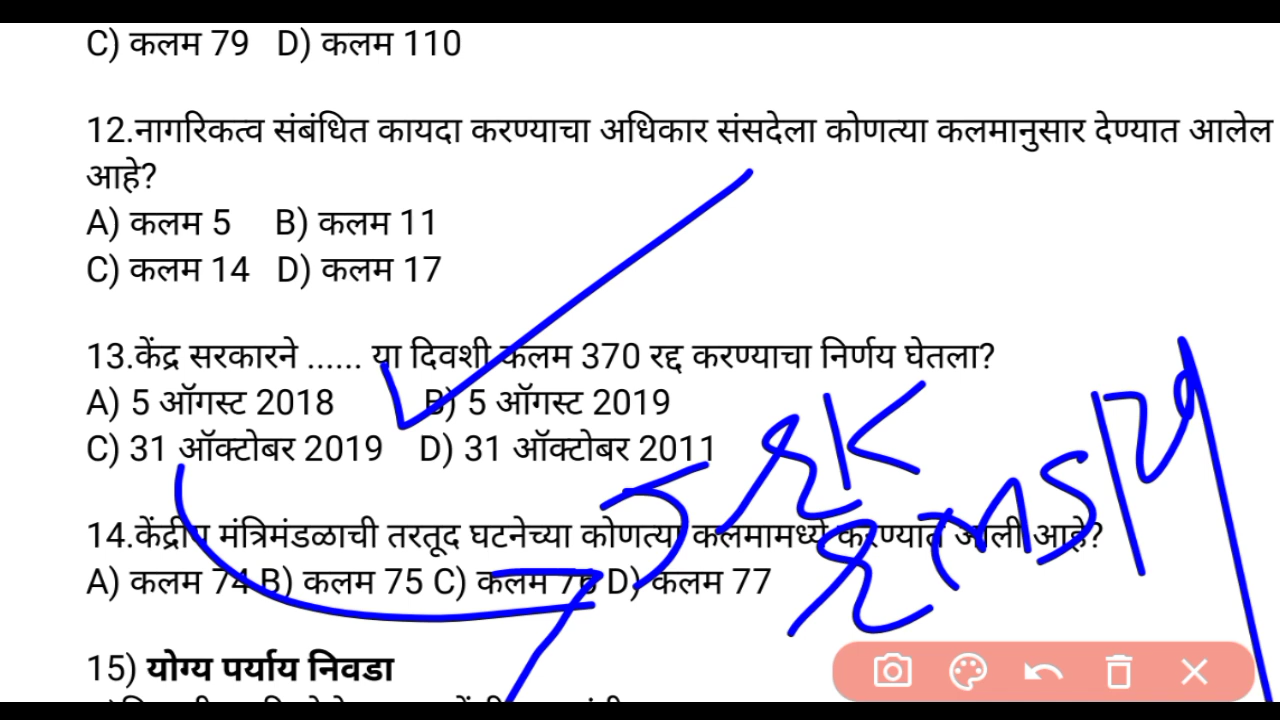 C) कलम 79 D) कलम 110
12.नागरिकत्व संबंधित कायदा करण्याचा अधिकार संसदेला कोणत्या कलमानुसार देण्यात आलेल
आहे?
A) कलम 5 B) कलम 11
C) कलम 14 D) कलम 17
13.केंद्र सरकारने ...... या दिवशी कलम 370 रद्द करण्याचा निर्णय घेतला?
A) 5 ऑगस्ट 2018 B) 5 ऑगस्ट 2019
C) 31 ऑक्टोबर 2019 D) 31 ऑक्टोबर 2011
14.केंद्रीय मंत्रिमंडळाची तरतूद घटनेच्या कोणत्या कलमामध्ये करण्यात आली आहे?
A) कलम 74 B) कलम 75 C) कलम 76 D) कलम 77
15) योग्य पर्याय निवडा